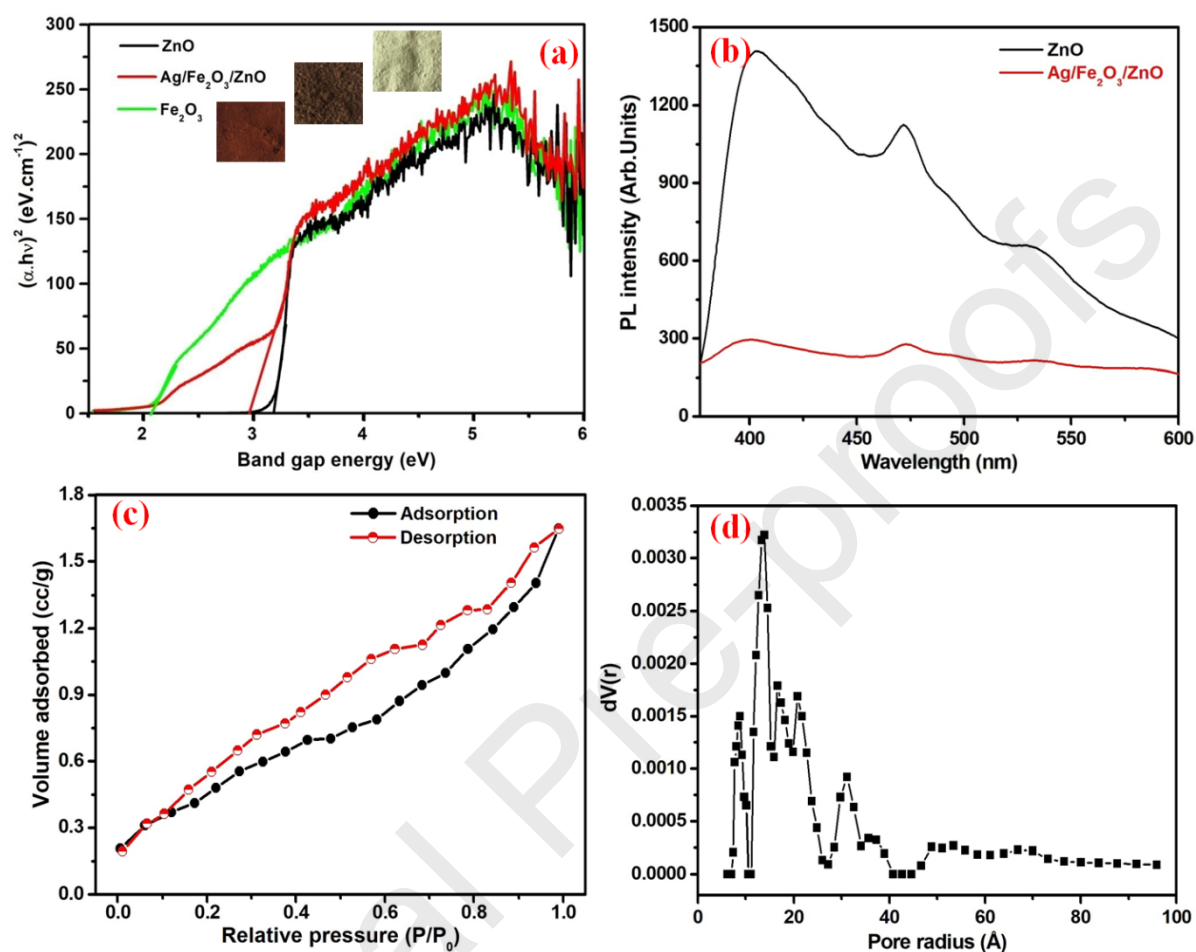 (a)
ZnO
Ag/Fe₂O₃/ZnO
Fe₂O₃
300
250
200
150
100
50
0
(α.hν)² (eV.cm⁻¹)²
2 3 4 5 6
Band gap energy (eV)
(b)
ZnO
Ag/Fe₂O₃/ZnO
1500
1200
900
600
300
0
PL intensity (Arb.Units)
400 450 500 550 600
Wavelength (nm)
(c)
Adsorption
Desorption
1.8
1.5
1.2
0.9
0.6
0.3
0.0
Volume adsorbed (cc/g)
0.0 0.2 0.4 0.6 0.8 1.0
Relative pressure (P/P₀)
(d)
0.0035
0.0030
0.0025
0.0020
0.0015
0.0010
0.0005
0.0000
dV(r)
0 20 40 60 80 100
Pore radius (Å)
al Pre-proofs